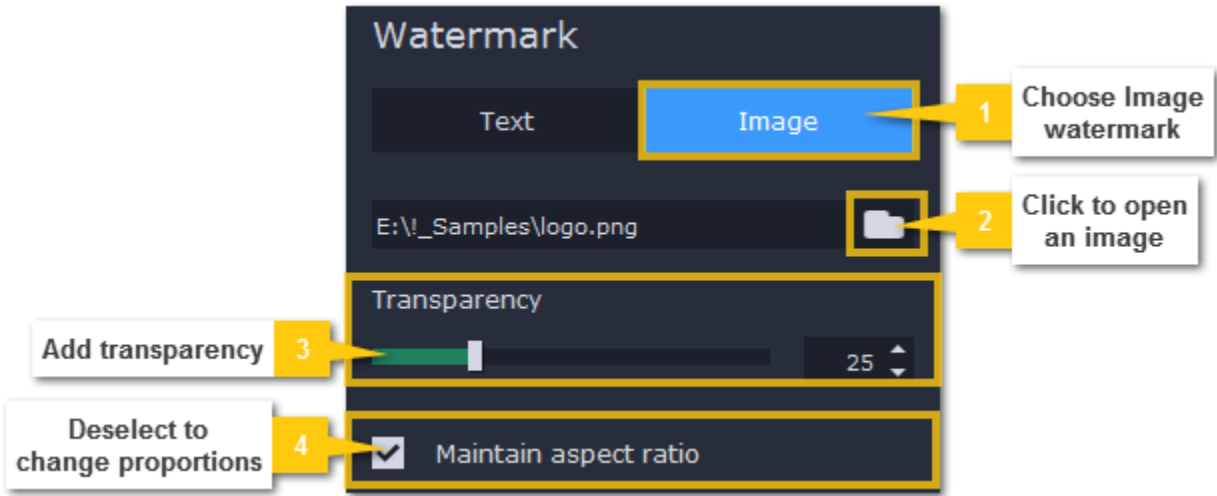 Watermark
Text
Image
1
Choose Image
watermark
E:\!_Samples\logo.png
2
Click to open
an image
Transparency
Add transparency
3
25
Deselect to
change proportions
4
Maintain aspect ratio